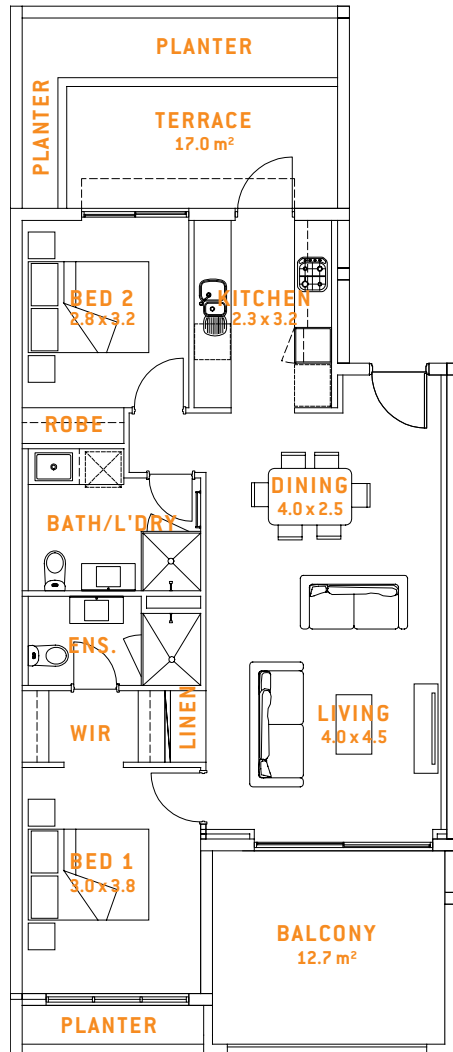 PLANTER
PLANTER
TERRACE
17.0 m²
BED 2
2.8 x 3.2
KITCHEN
2.3 x 3.2
ROBE
DINING
4.0 x 2.5
BATH/L'DRY
ENS.
WIR
LINEN
LIVING
4.0 x 4.5
BED 1
3.0 x 3.8
BALCONY
12.7 m²
PLANTER